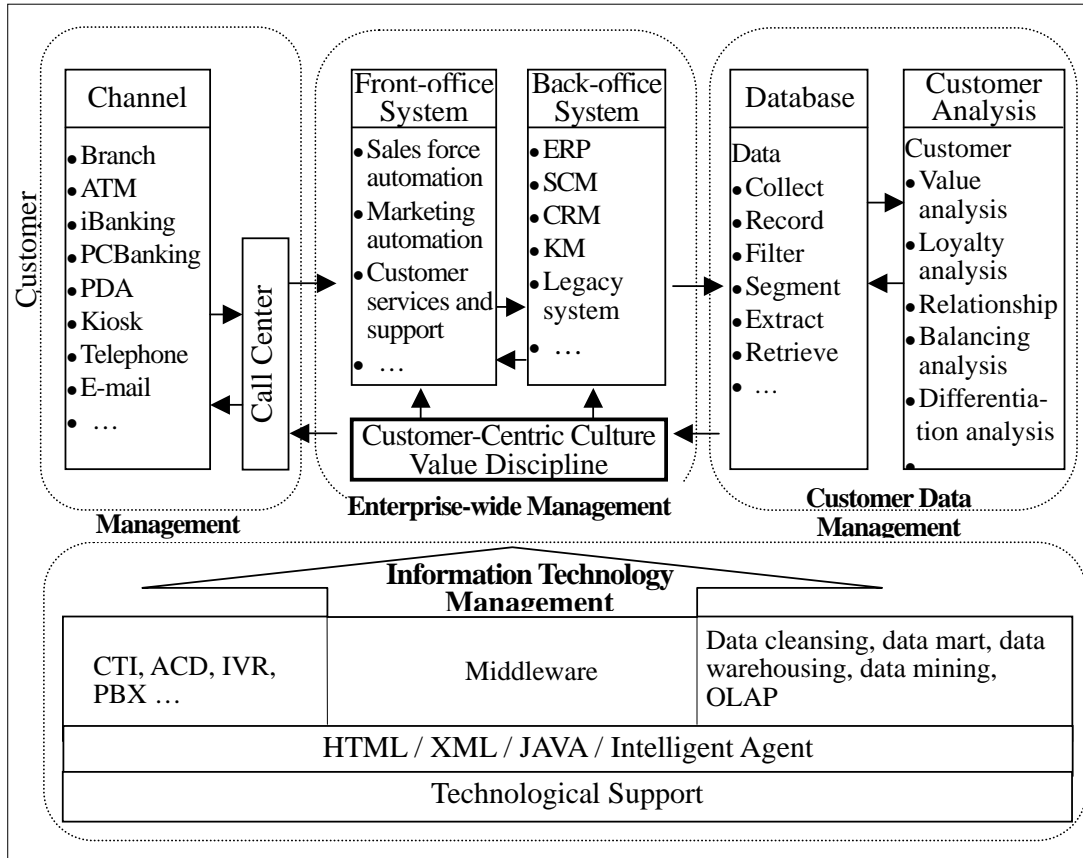 Customer
Channel
• Branch
• ATM
• iBanking
• PCBanking
• PDA
• Kiosk
• Telephone
• E-mail
• …
Call Center
Management
Front-office
System
• Sales force
automation
• Marketing
automation
• Customer
services and
support
• …
Back-office
System
• ERP
• SCM
• CRM
• KM
• Legacy
system
• …
Customer-Centric Culture
Value Discipline
Enterprise-wide Management
Database
Data
• Collect
• Record
• Filter
• Segment
• Extract
• Retrieve
• …
Customer
Analysis
Customer
• Value
analysis
• Loyalty
analysis
• Relationship
• Balancing
analysis
• Differentia-
tion analysis
•
Customer Data
Management
Information Technology
Management
CTI, ACD, IVR,
PBX …
Middleware
Data cleansing, data mart, data
warehousing, data mining,
OLAP
HTML / XML / JAVA / Intelligent Agent
Technological Support